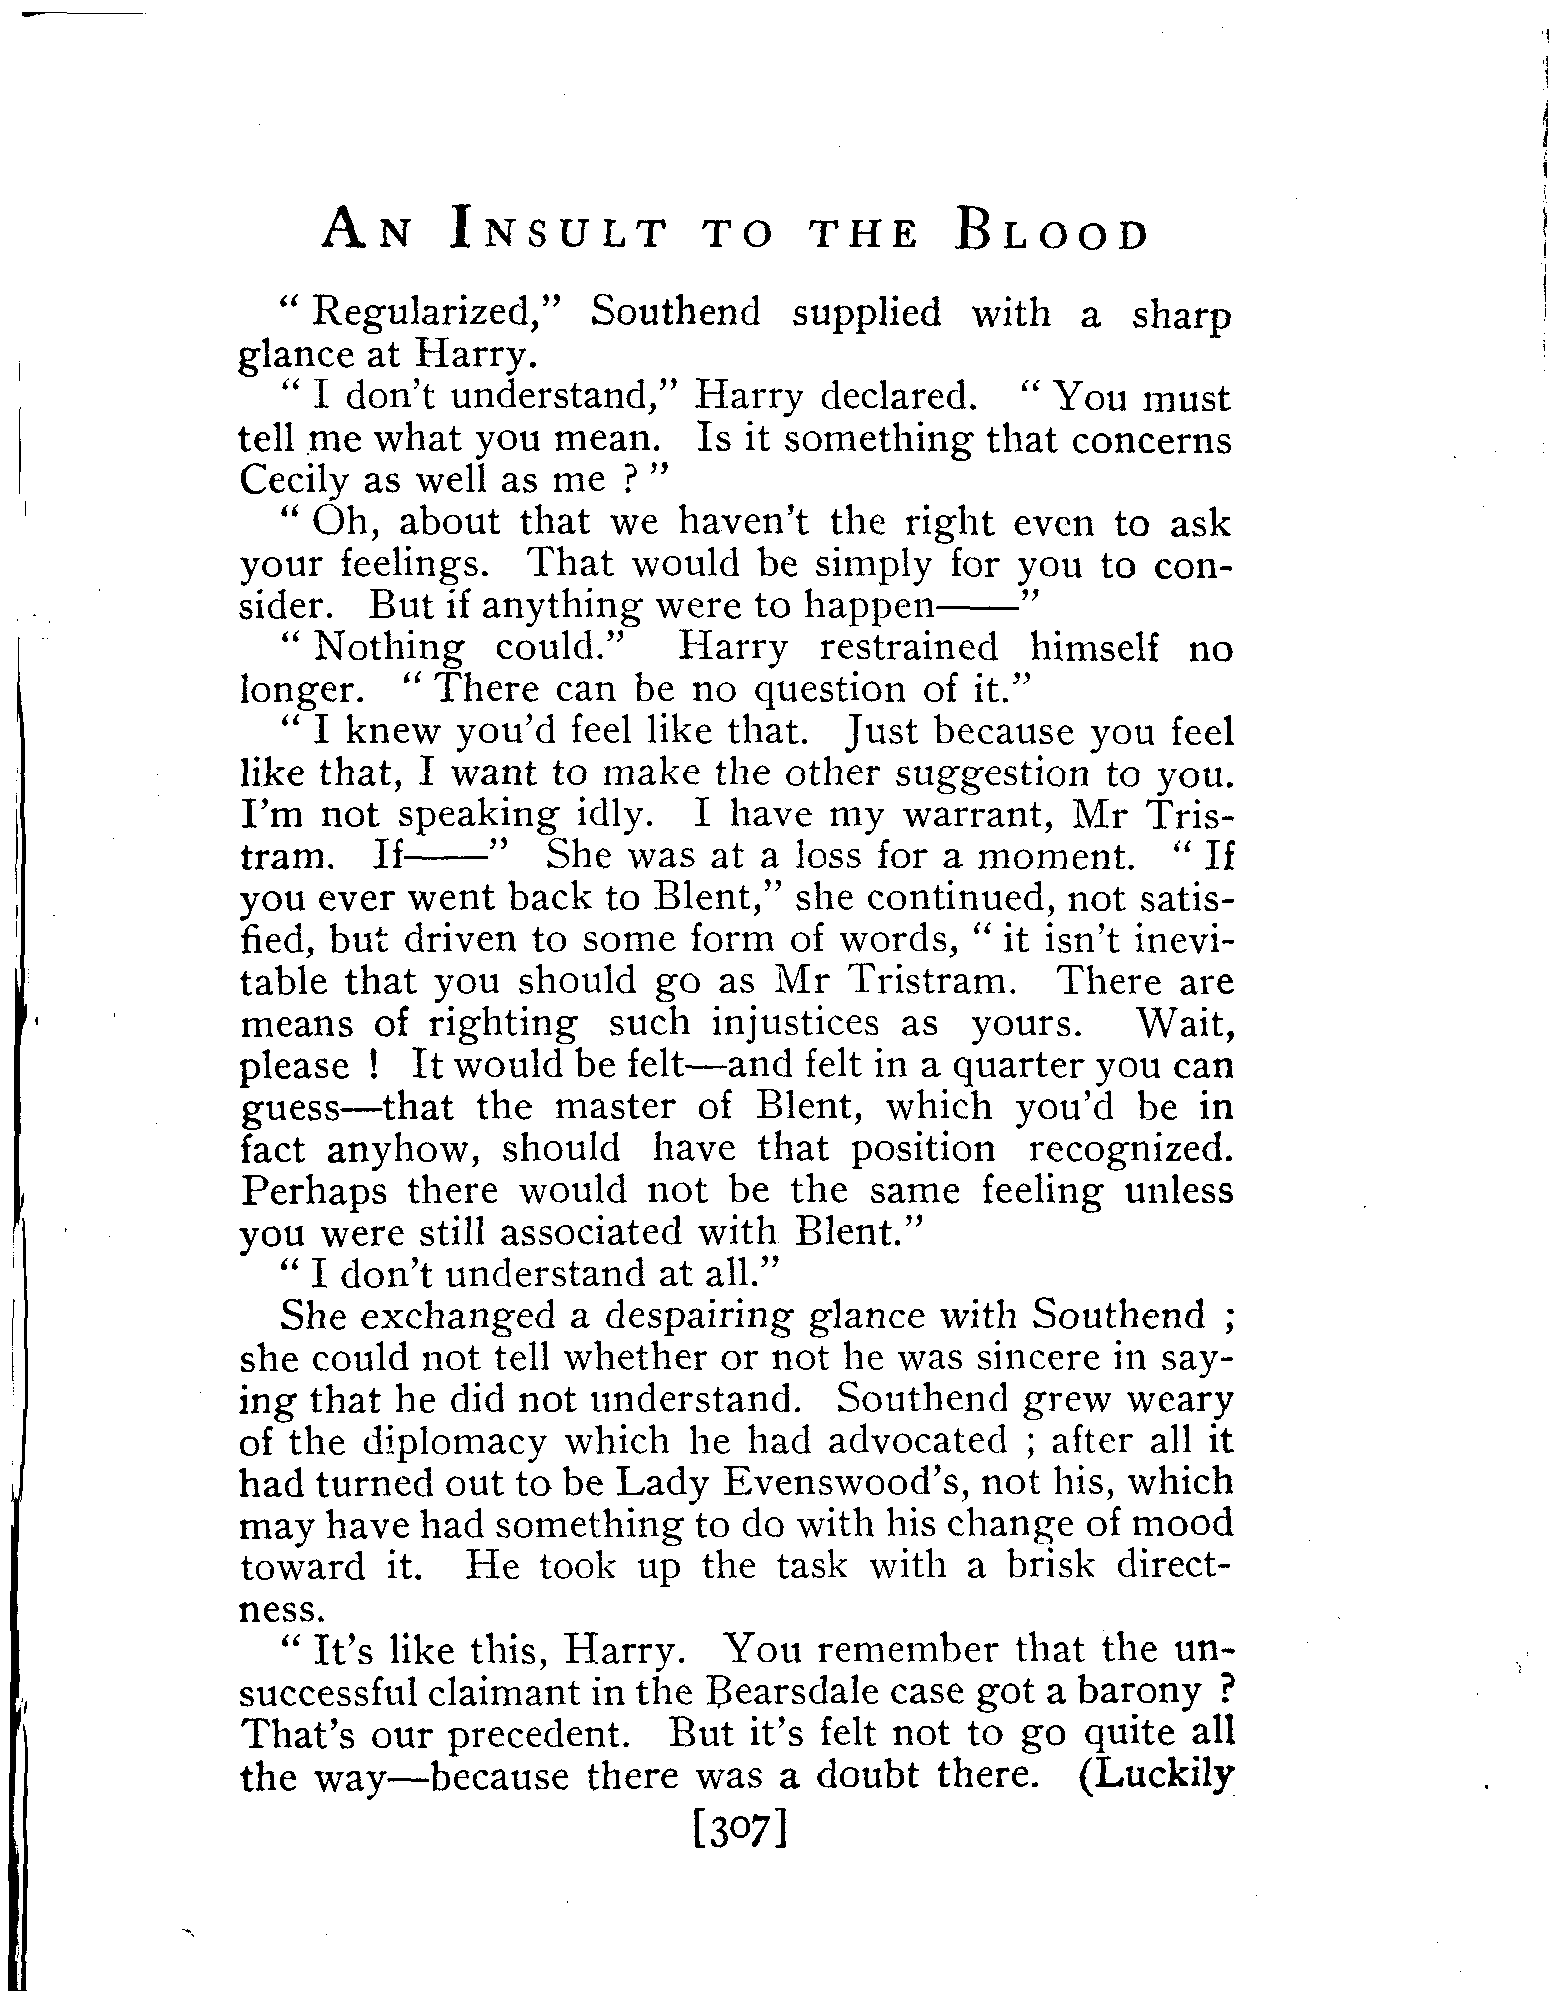 An Insult to the Blood
“ Regularized,” Southend supplied with a sharp
glance at Harry.
“ I don't understand,” Harry declared. “ You must
tell me what you mean. Is it something that concerns
Cecily as well as me ? ”
“ Oh, about that we haven't the right even to ask
your feelings. That would be simply for you to con-
sider. But if anything were to happen——”
“ Nothing could.” Harry restrained himself no
longer. “ There can be no question of it.”
“ I knew you'd feel like that. Just because you feel
like that, I want to make the other suggestion to you.
I'm not speaking idly. I have my warrant, Mr Tris-
tram. If——” She was at a loss for a moment. “ If
you ever went back to Blent,” she continued, not satis-
fied, but driven to some form of words, “ it isn't inevi-
table that you should go as Mr Tristram. There are
means of righting such injustices as yours. Wait,
please ! It would be felt—and felt in a quarter you can
guess—that the master of Blent, which you'd be in
fact anyhow, should have that position recognized.
Perhaps there would not be the same feeling unless
you were still associated with Blent.”
“ I don't understand at all.”
She exchanged a despairing glance with Southend ;
she could not tell whether or not he was sincere in say-
ing that he did not understand. Southend grew weary
of the diplomacy which he had advocated ; after all it
had turned out to be Lady Evenswood's, not his, which
may have had something to do with his change of mood
toward it. He took up the task with a brisk direct-
ness.
“ It's like this, Harry. You remember that the un-
successful claimant in the Bearsdale case got a barony ?
That's our precedent. But it's felt not to go quite all
the way—because there was a doubt there. (Luckily
[307]